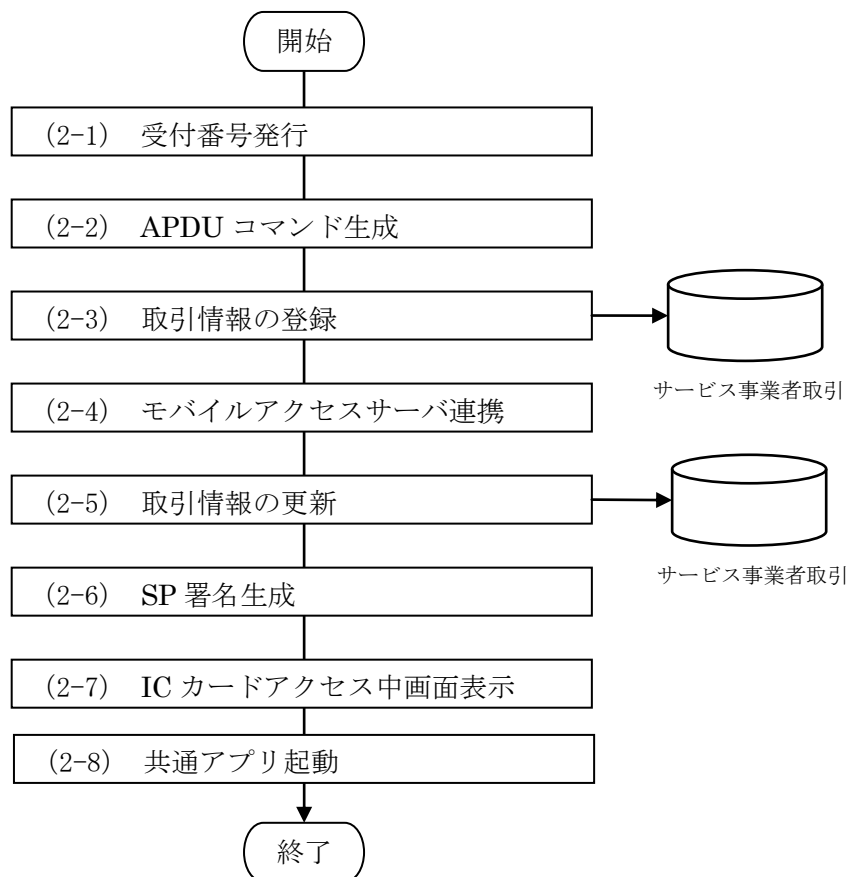 開始
(2-1) 受付番号発行
(2-2) APDU コマンド生成
(2-3) 取引情報の登録
サービス事業者取引
(2-4) モバイルアクセスサーバ連携
(2-5) 取引情報の更新
サービス事業者取引
(2-6) SP 署名生成
(2-7) IC カードアクセス中画面表示
(2-8) 共通アプリ起動
終了